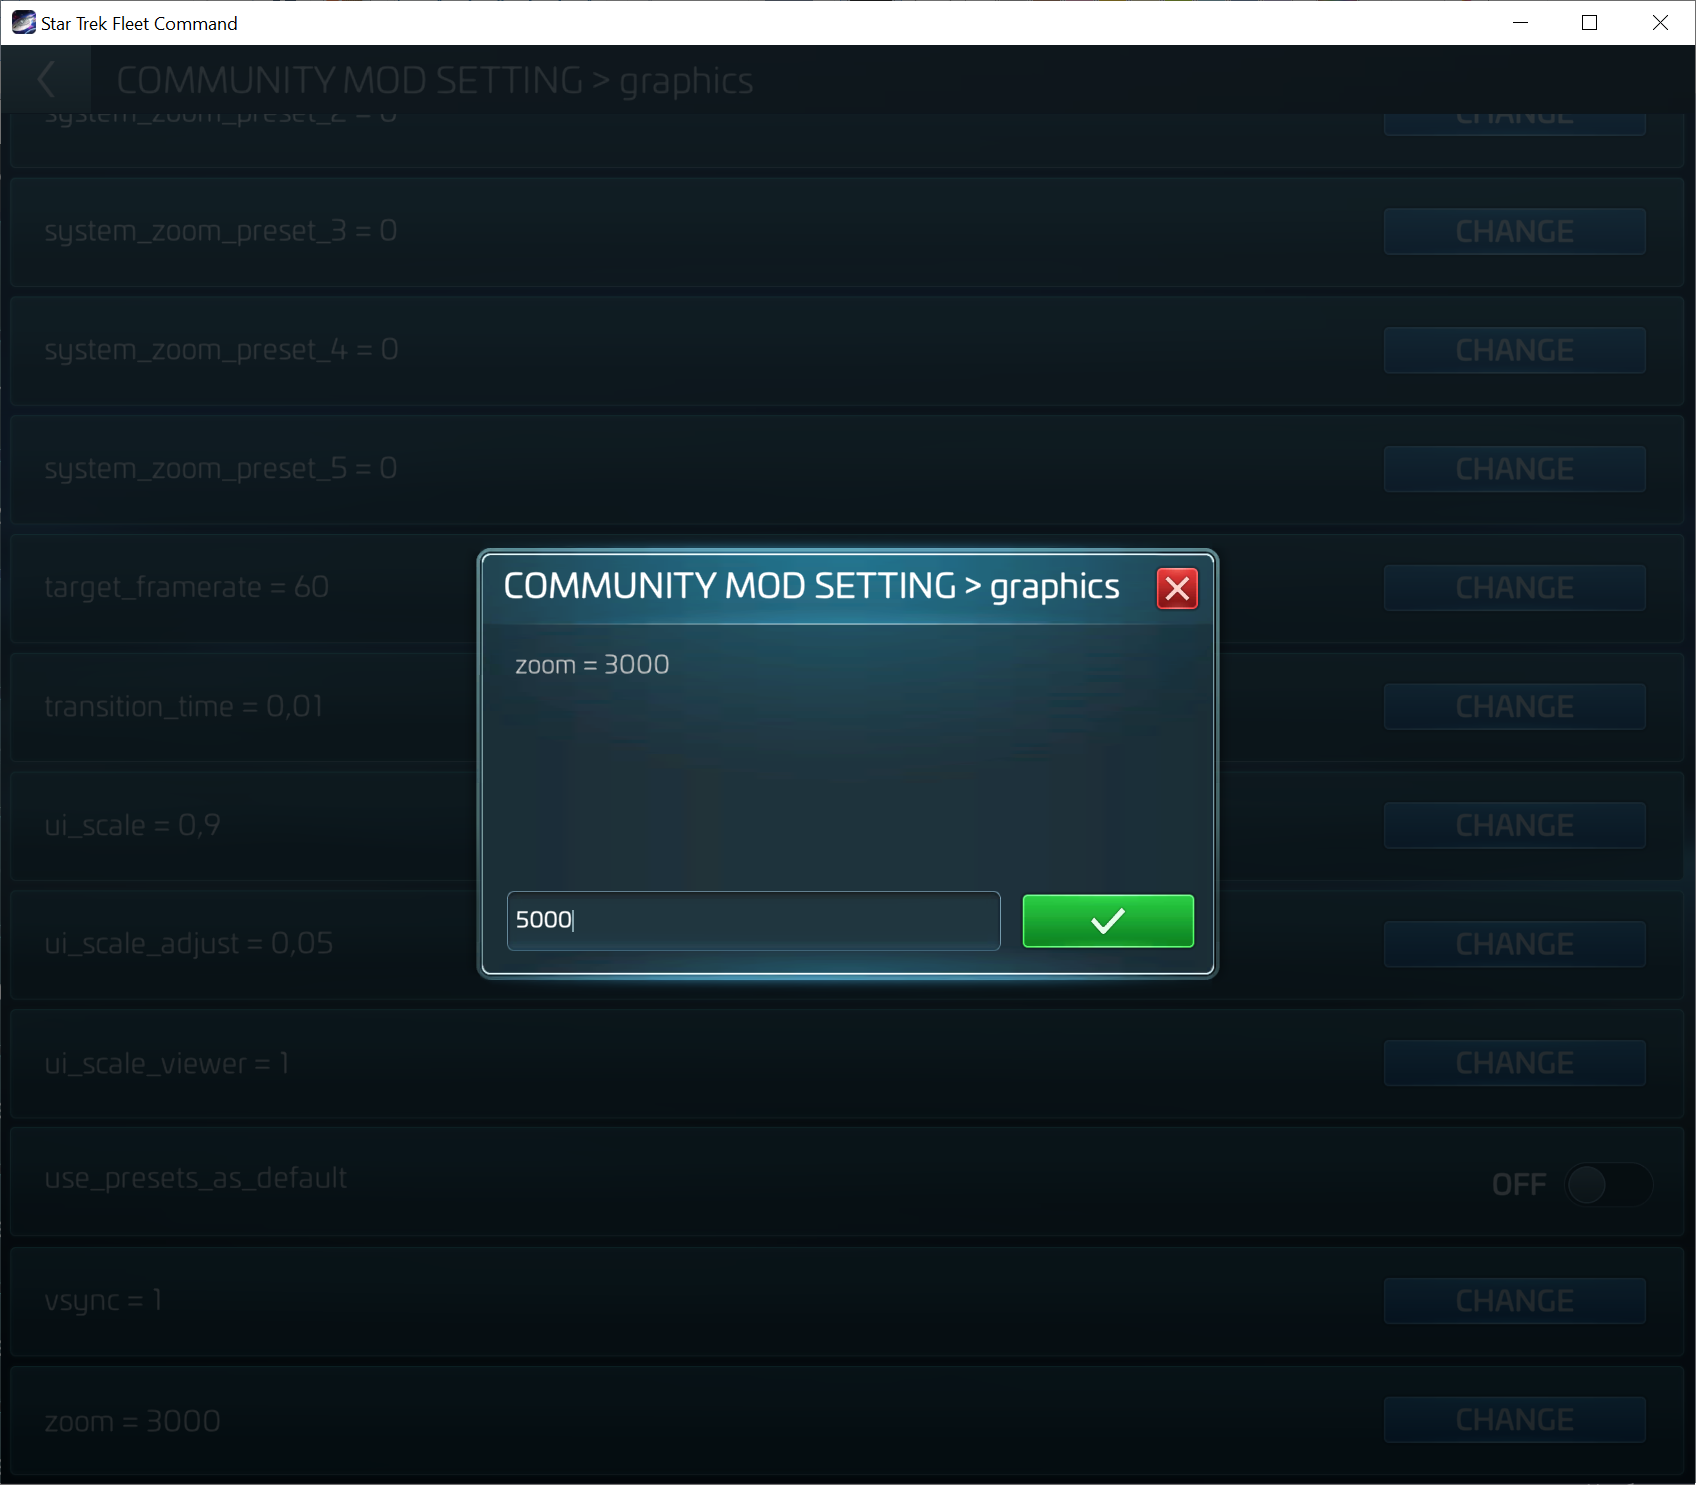 Star Trek Fleet Command
COMMUNITY MOD SETTING > graphics
system_zoom_preset_2 = 0
CHANGE
system_zoom_preset_3 = 0
CHANGE
system_zoom_preset_4 = 0
CHANGE
system_zoom_preset_5 = 0
CHANGE
target_framerate = 60
CHANGE
COMMUNITY MOD SETTING > graphics
zoom = 3000
5000
transition_time = 0,01
CHANGE
ui_scale = 0,9
CHANGE
ui_scale_adjust = 0,05
CHANGE
ui_scale_viewer = 1
CHANGE
use_presets_as_default
OFF
vsync = 1
CHANGE
zoom = 3000
CHANGE